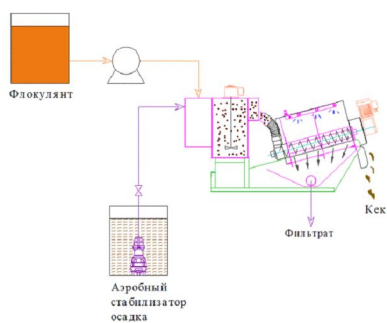 Флокулянт
Кек
Фильтрат
Аэробный
стабилизатор
осадка